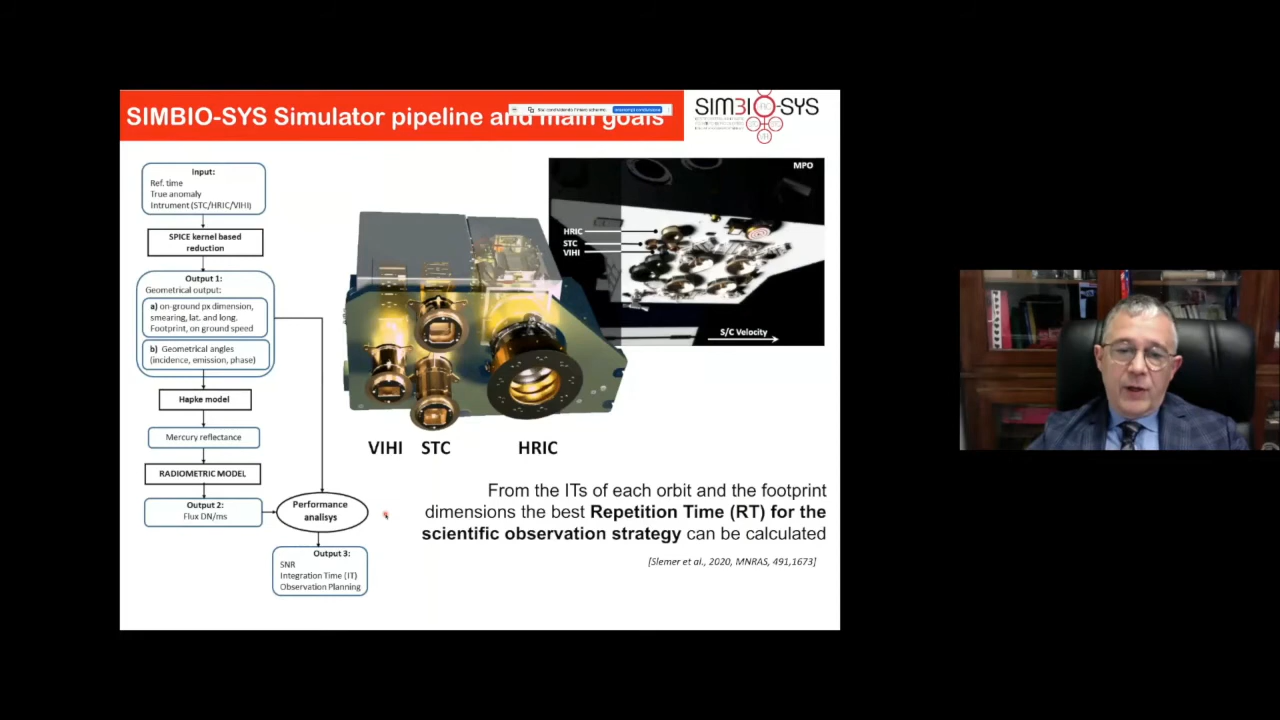 SIMBIO-SYS Simulator pipeline and main goals
SIMBIO-SYS
Input:
Ref. time
True anomaly
Intrument (STC/HRIC/VIHI)
SPICE kernel based
reduction
Output 1:
Geometrical output:
a) on-ground px dimension,
smearing, lat. and long.
Footprint, on ground speed
b) Geometrical angles
(incidence, emission, phase)
Hapke model
Mercury reflectance
RADIOMETRIC MODEL
Output 2:
Flux DN/ms
Performance
analisys
Output 3:
SNR
Integration Time (IT)
Observation Planning
MPO
HRIC
STC
VIHI
S/C Velocity
VIHI STC HRIC
From the ITs of each orbit and the footprint
dimensions the best Repetition Time (RT) for the
scientific observation strategy can be calculated
[Slemer et al., 2020, MNRAS, 491,1673]